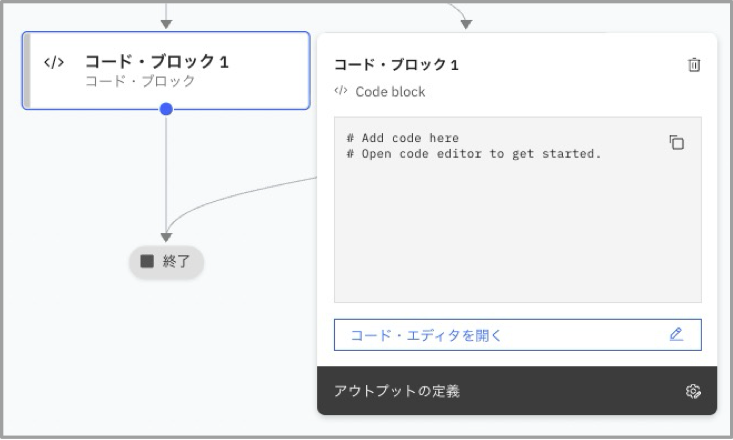 </> コード・ブロック 1
コード・ブロック
終了
コード・ブロック 1
</> Code block
# Add code here
# Open code editor to get started.
コード・エディタを開く
アウトプットの定義